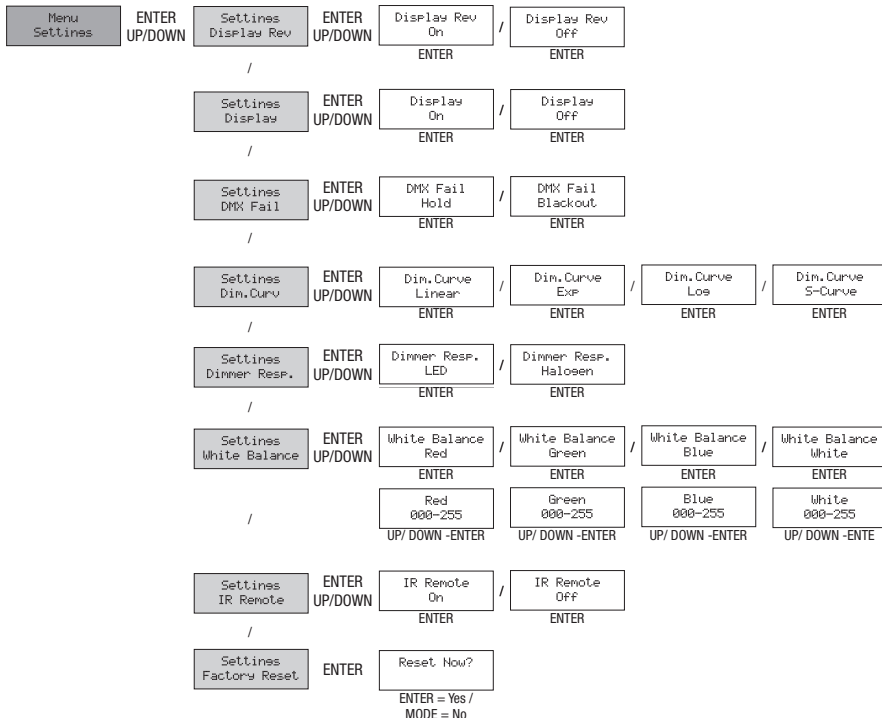 Menu
Settings
ENTER
UP/DOWN
Settings
Display Rev
ENTER
UP/DOWN
Display Rev
On
/
Display Rev
Off
ENTER
ENTER
/
Settings
Display
ENTER
UP/DOWN
Display
On
/
Display
Off
ENTER
ENTER
/
Settings
DMX Fail
ENTER
UP/DOWN
DMX Fail
Hold
/
DMX Fail
Blackout
ENTER
ENTER
/
Settings
Dim.Curv
ENTER
UP/DOWN
Dim.Curve
Linear
/
Dim.Curve
Exp
/
Dim.Curve
Log
/
Dim.Curve
S-Curve
ENTER
ENTER
ENTER
ENTER
/
Settings
Dimmer Resp.
ENTER
UP/DOWN
Dimmer Resp.
LED
/
Dimmer Resp.
Halogen
ENTER
ENTER
/
Settings
White Balance
ENTER
UP/DOWN
White Balance
Red
/
White Balance
Green
/
White Balance
Blue
/
White Balance
White
ENTER
ENTER
ENTER
ENTER
/
Red
000-255
Green
000-255
Blue
000-255
White
000-255
UP/ DOWN -ENTER
UP/ DOWN -ENTER
UP/ DOWN -ENTER
UP/ DOWN -ENTE
Settings
IR Remote
ENTER
UP/DOWN
IR Remote
On
/
IR Remote
Off
ENTER
ENTER
/
Settings
Factory Reset
ENTER
Reset Now?
ENTER = Yes /
MODE = No